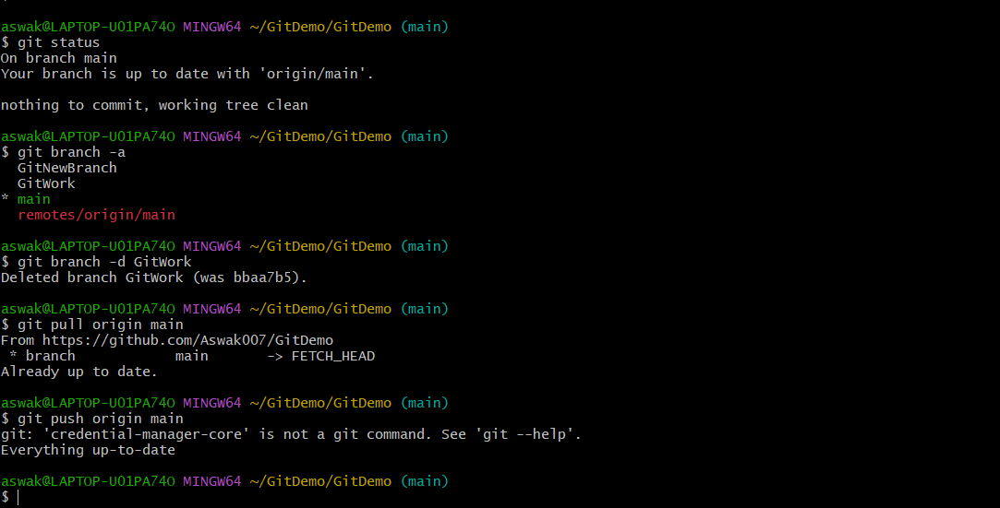 aswak@LAPTOP-U01PA740 MINGW64 ~/GitDemo/GitDemo (main)
$ git status
On branch main
Your branch is up to date with 'origin/main'.
nothing to commit, working tree clean
aswak@LAPTOP-U01PA740 MINGW64 ~/GitDemo/GitDemo (main)
$ git branch -a
  GitNewBranch
  GitWork
* main
  remotes/origin/main
aswak@LAPTOP-U01PA740 MINGW64 ~/GitDemo/GitDemo (main)
$ git branch -d GitWork
Deleted branch GitWork (was bbaa7b5).
aswak@LAPTOP-U01PA740 MINGW64 ~/GitDemo/GitDemo (main)
$ git pull origin main
From https://github.com/Aswak007/GitDemo
 * branch            main       -> FETCH_HEAD
Already up to date.
aswak@LAPTOP-U01PA740 MINGW64 ~/GitDemo/GitDemo (main)
$ git push origin main
git: 'credential-manager-core' is not a git command. See 'git --help'.
Everything up-to-date
aswak@LAPTOP-U01PA740 MINGW64 ~/GitDemo/GitDemo (main)
$